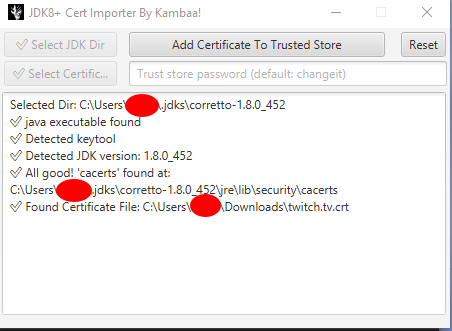 JDK8+ Cert Importer By Kambaa!
Select JDK Dir
Add Certificate To Trusted Store
Reset
Select Certific...
Trust store password (default: changeit)
Selected Dir: C:\Users\ .jdks\corretto-1.8.0_452
java executable found
Detected keytool
Detected JDK version: 1.8.0_452
All good! 'cacerts' found at:
C:\Users\ .jdks\corretto-1.8.0_452\jre\lib\security\cacerts
Found Certificate File: C:\Users\ \Downloads\twitch.tv.crt